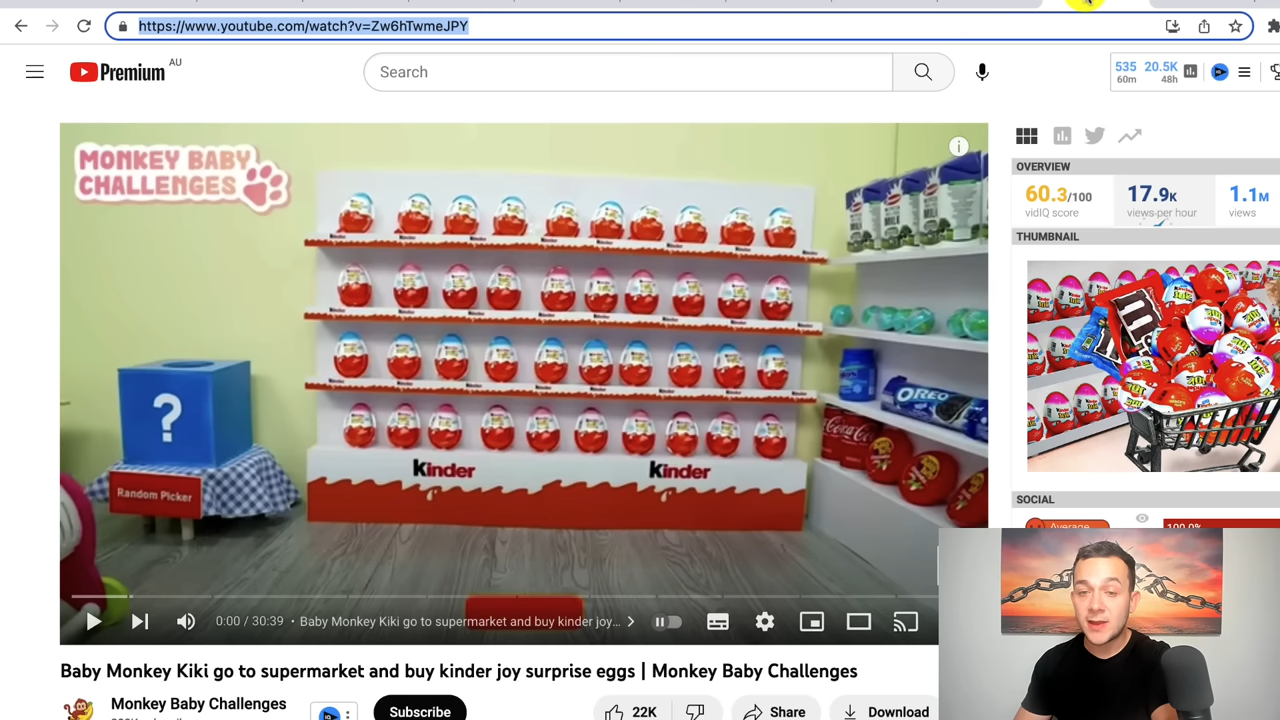 https://www.youtube.com/watch?v=Zw6hTwmeJPY
Premium
AU
Search
535
60m
20.5K
48h
MONKEY BABY
CHALLENGES
OVERVIEW
60.3/100
vidIQ score
17.9K
views per hour
1.1M
views
THUMBNAIL
SOCIAL
Average
100.0%
?
Random Picker
kinder
kinder
MILK
OREO
Coca-Cola
0:00 / 30:39 • Baby Monkey Kiki go to supermarket and buy kinder joy...
Baby Monkey Kiki go to supermarket and buy kinder joy surprise eggs | Monkey Baby Challenges
Monkey Baby Challenges
Subscribe
22K
Share
Download